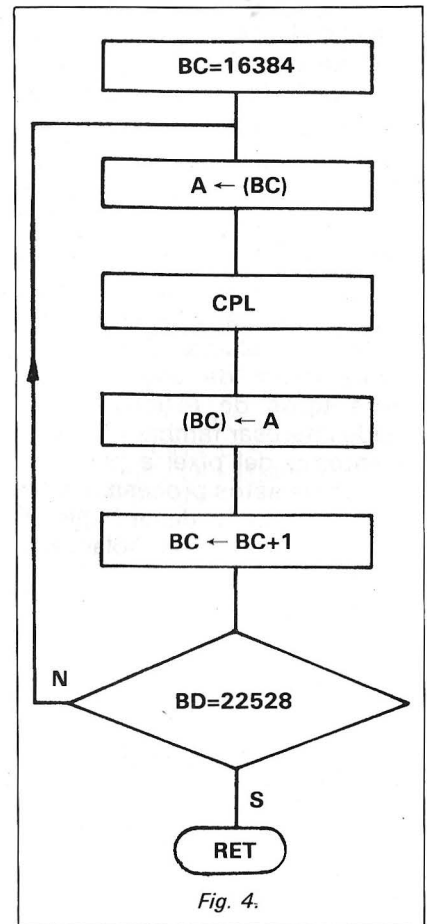 BC=16384
A ← (BC)
CPL
(BC) ← A
BC ← BC+1
N
BD=22528
S
RET
Fig. 4.